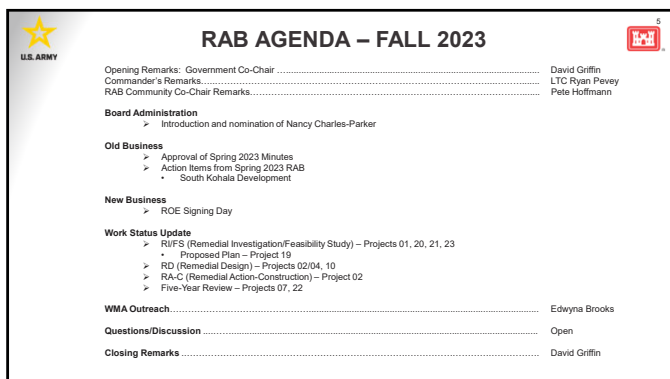 5
RAB AGENDA – FALL 2023
U.S. ARMY
Opening Remarks: Government Co-Chair ................................................................ David Griffin
Commander's Remarks................................................................ LTC Ryan Pevey
RAB Community Co-Chair Remarks................................................................ Pete Hoffmann
Board Administration
➢ Introduction and nomination of Nancy Charles-Parker
Old Business
➢ Approval of Spring 2023 Minutes
➢ Action Items from Spring 2023 RAB
• South Kohala Development
New Business
➢ ROE Signing Day
Work Status Update
➢ RI/FS (Remedial Investigation/Feasibility Study) – Projects 01, 20, 21, 23
• Proposed Plan – Project 19
➢ RD (Remedial Design) – Projects 02/04, 10
➢ RA-C (Remedial Action-Construction) – Project 02
➢ Five-Year Review – Projects 07, 22
WMA Outreach................................................................ Edwyna Brooks
Questions/Discussion ................................................................ Open
Closing Remarks ................................................................ David Griffin